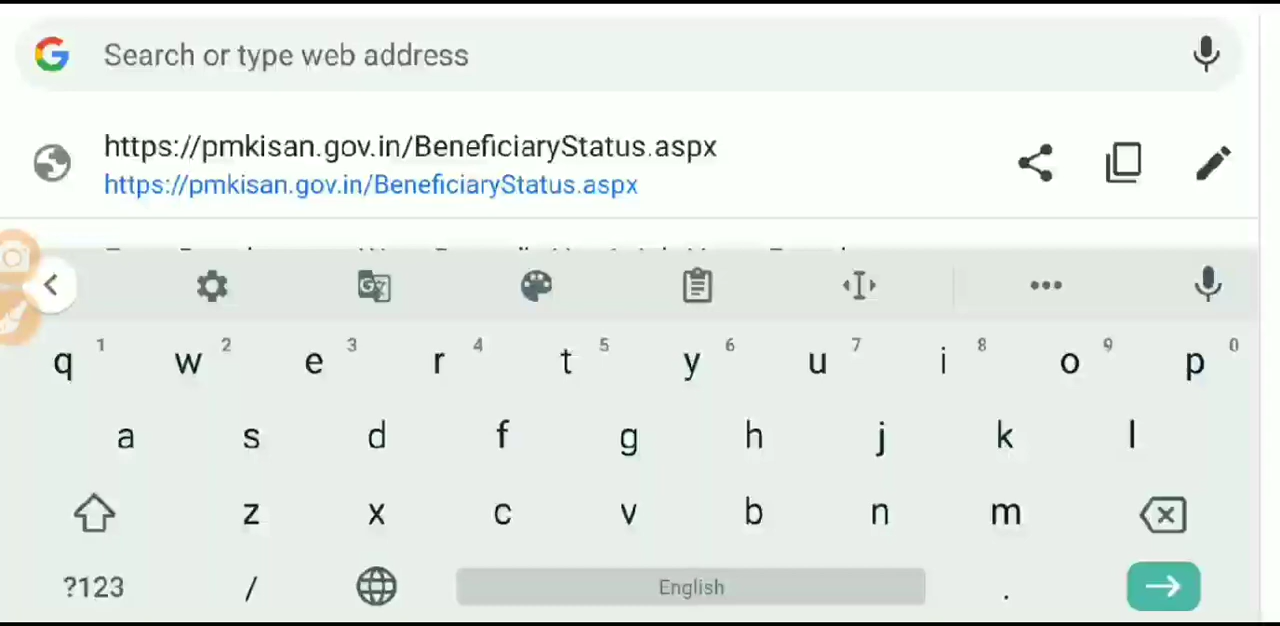 Search or type web address
https://pmkisan.gov.in/BeneficiaryStatus.aspx
https://pmkisan.gov.in/BeneficiaryStatus.aspx
q 1 w 2 e 3 r 4 t 5 y 6 u 7 i 8 o 9 p 0
a s d f g h j k l
z x c v b n m
?123 / English .